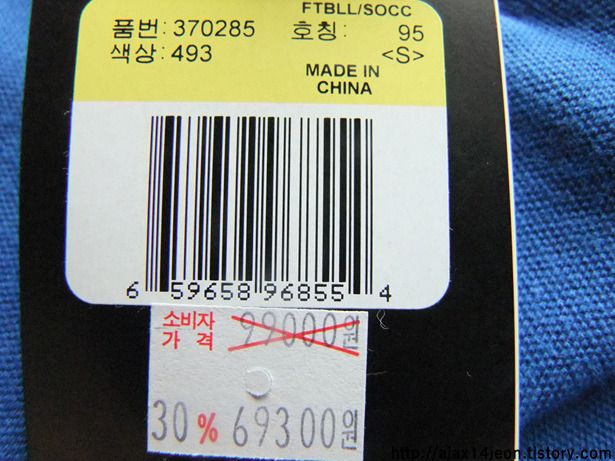 FTBLL/SOCC
품번: 370285 호칭: 95
색상: 493 <S>
MADE IN
CHINA
6 59658 96855 4
소비자
가격 99000원
30% 69300원
http://ajax14jeon.tistory.com